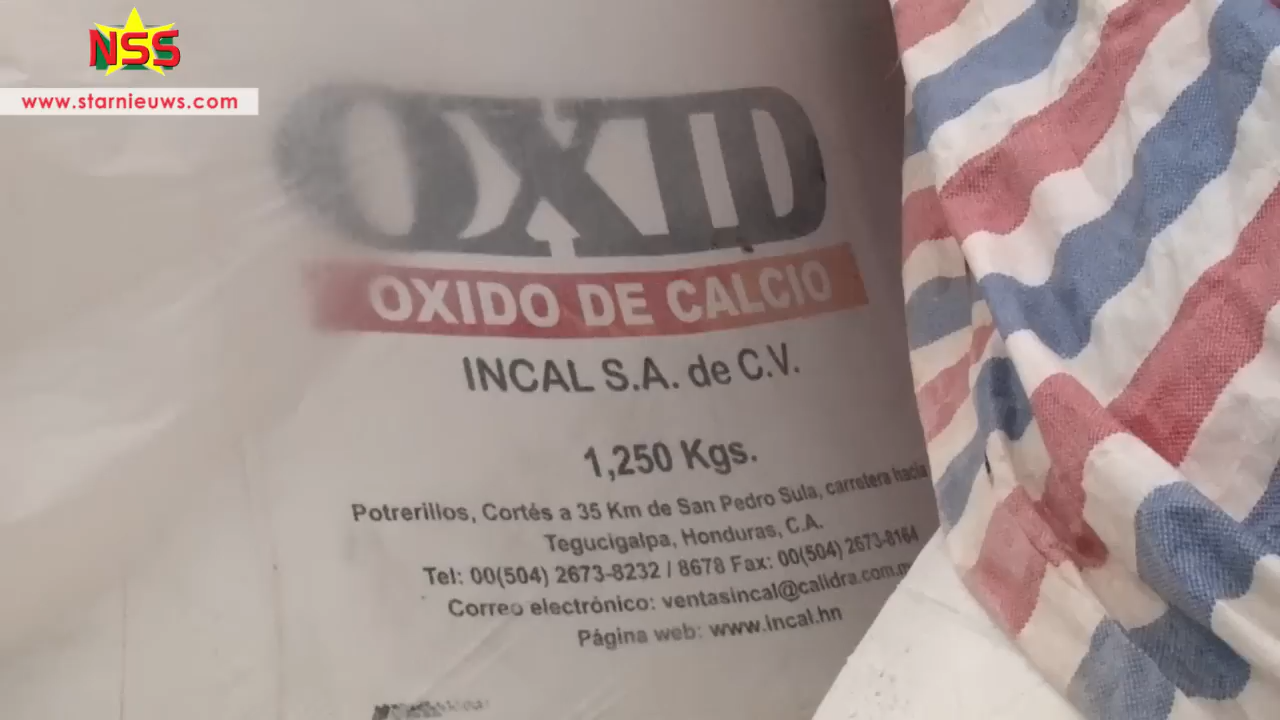 NSS
www.starnieuws.com
OXID
OXIDO DE CALCIO
INCAL S.A. de C.V.
1,250 Kgs.
Potrerillos, Cortés a 35 Km de San Pedro Sula, carretera hacia
Tegucigalpa, Honduras, C.A.
Tel: 00(504) 2673-8232 / 8678 Fax: 00(504) 2673-8164
Correo electrónico: ventasincal@calidra.com.m
Página web: www.incal.hn